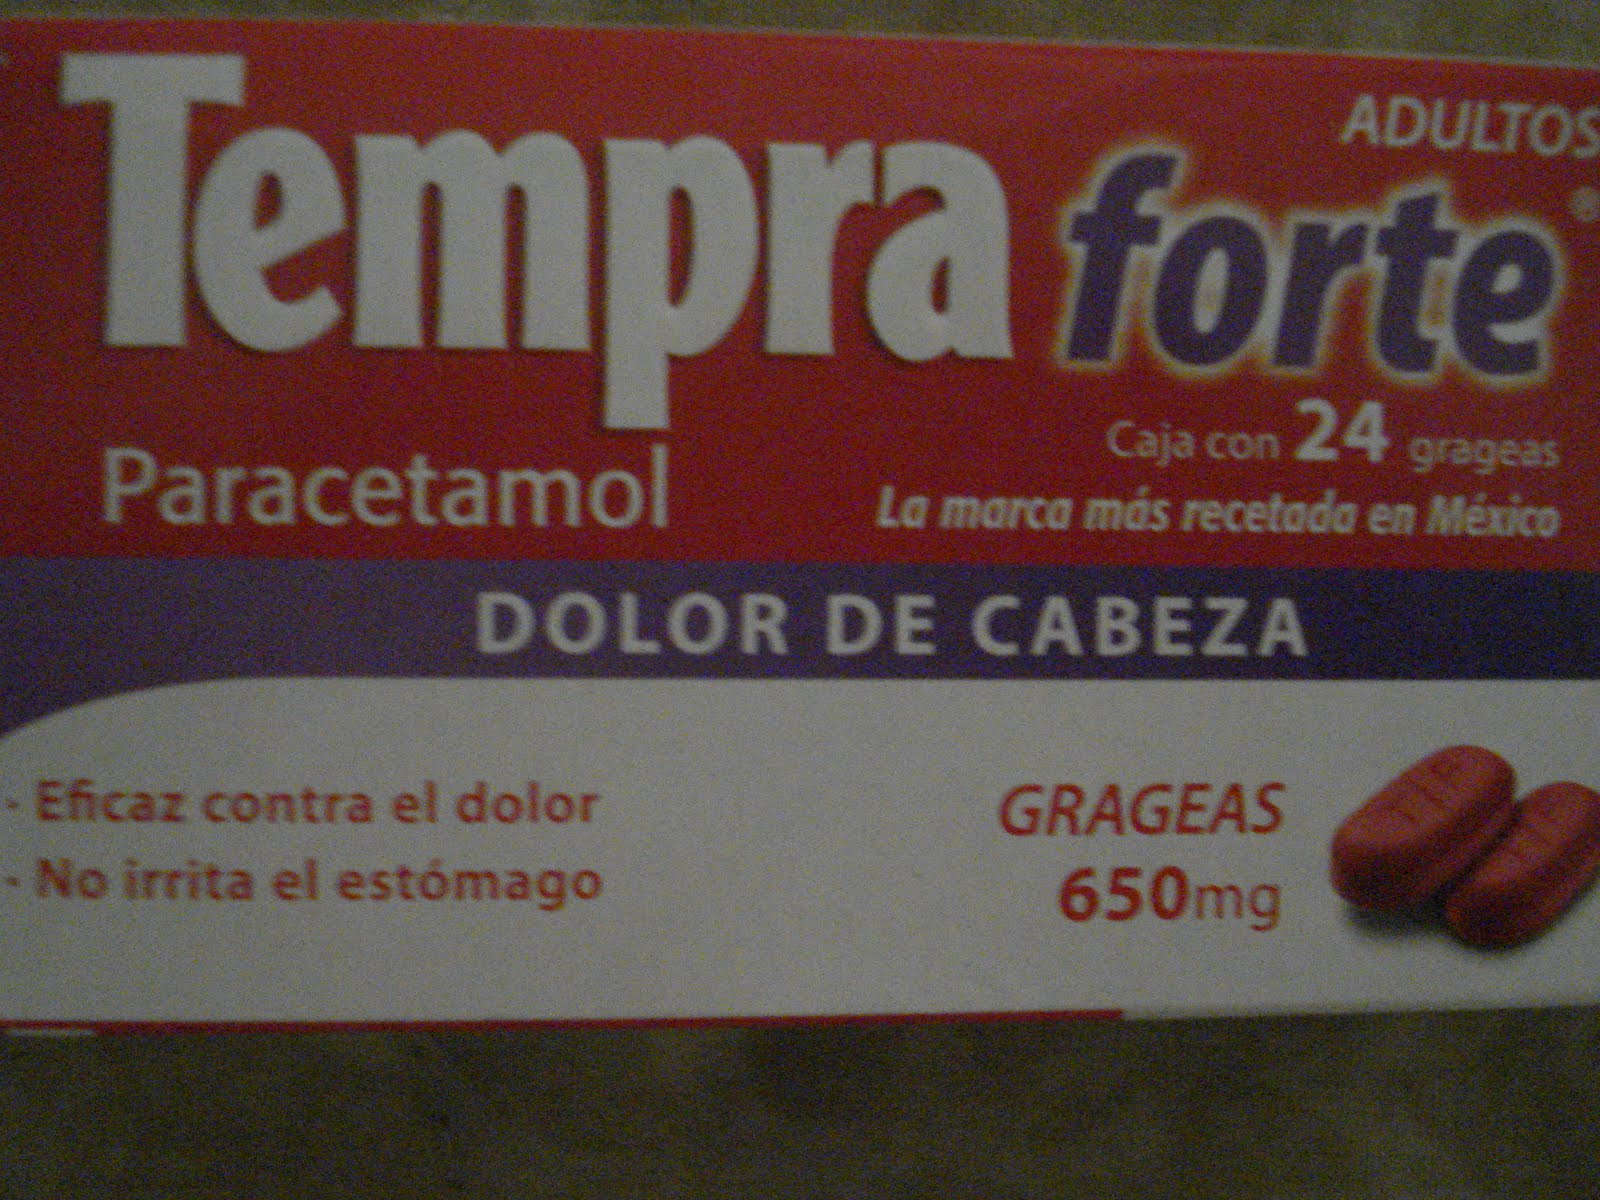 ADULTOS
Tempra forte®
Caja con 24 grageas
Paracetamol
La marca más recetada en México
DOLOR DE CABEZA
· Eficaz contra el dolor
· No irrita el estómago
GRAGEAS
650mg